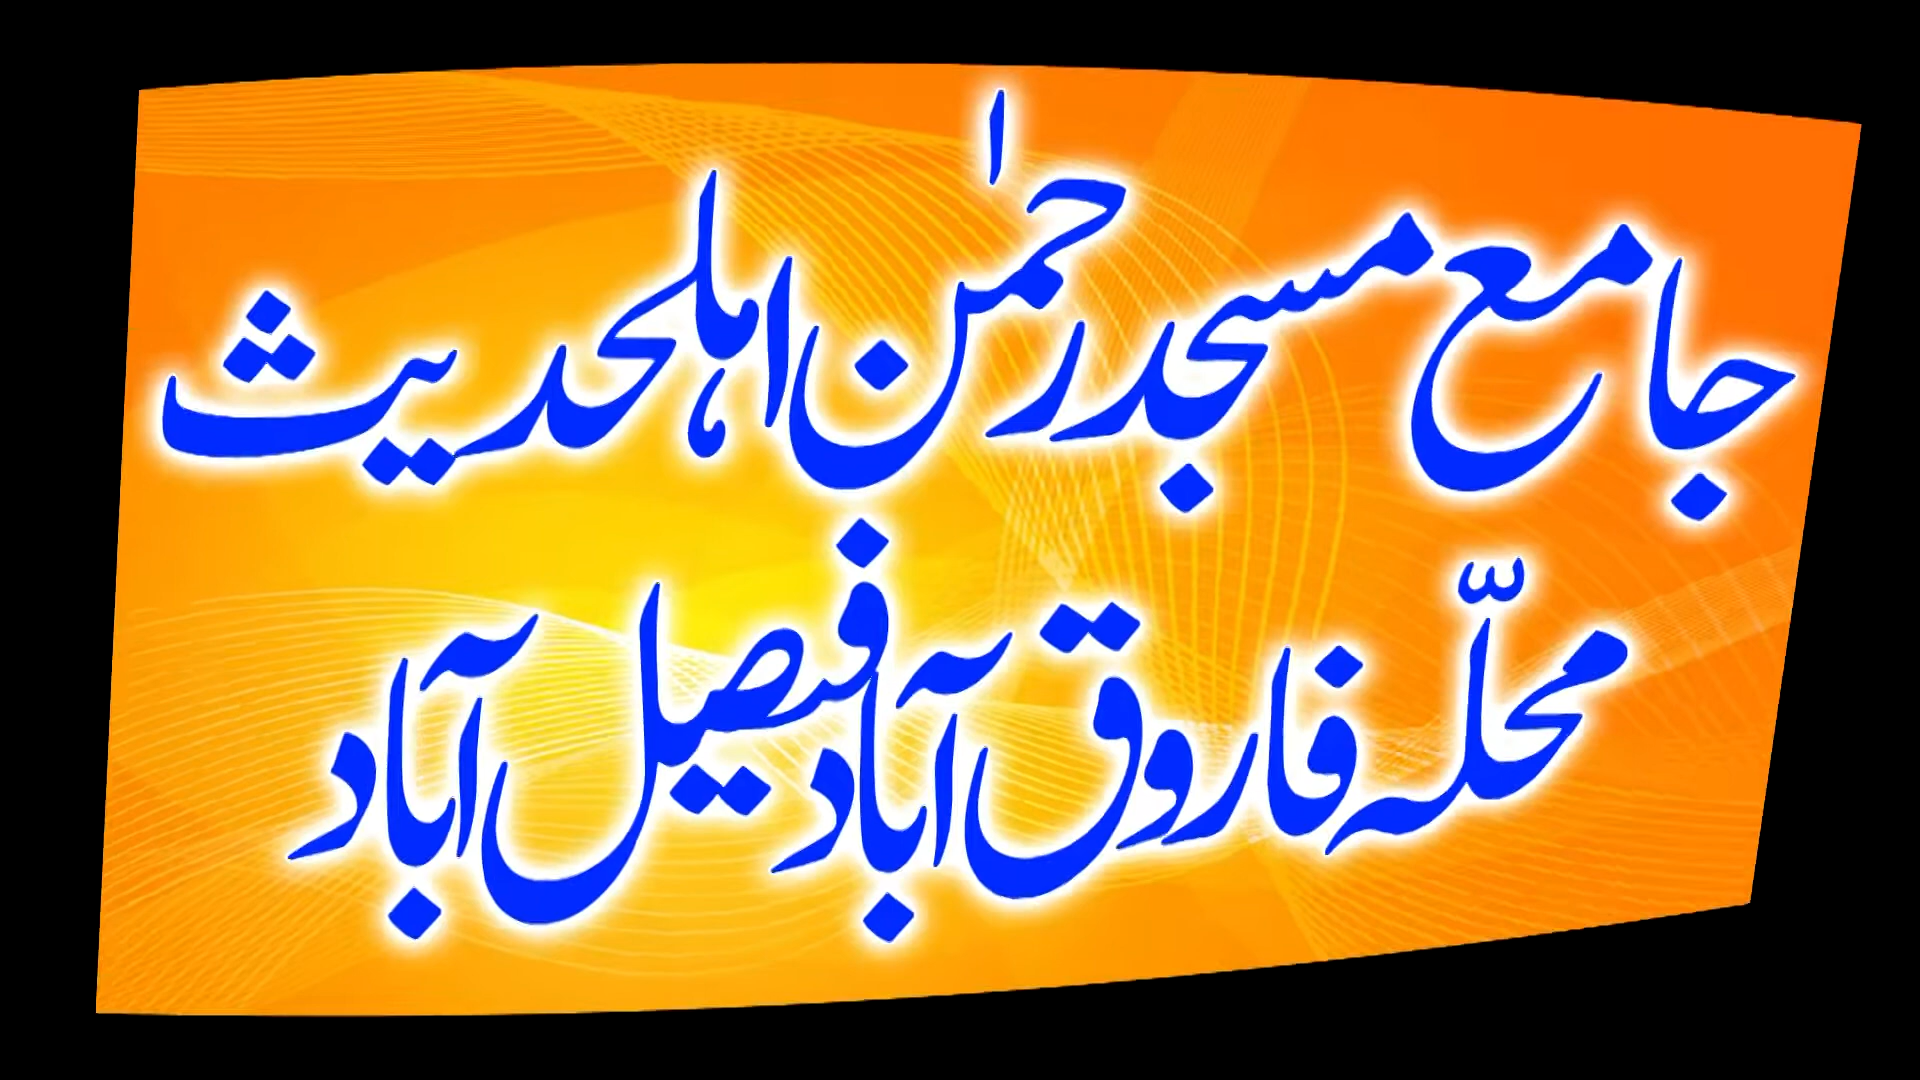 جامع مسجد رحمٰن اہلحدیث
محلّہ فاروق آباد فیصل آباد